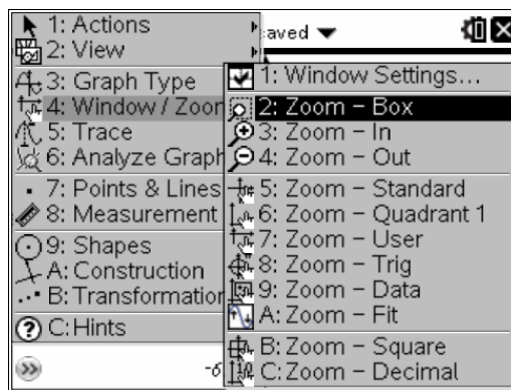 1: Actions
2: View
3: Graph Type
4: Window / Zoom
5: Trace
6: Analyze Graph
7: Points & Lines
8: Measurement
9: Shapes
A: Construction
B: Transformation
C: Hints
aved
1: Window Settings...
2: Zoom – Box
3: Zoom – In
4: Zoom – Out
5: Zoom – Standard
6: Zoom – Quadrant 1
7: Zoom – User
8: Zoom – Trig
9: Zoom – Data
A: Zoom – Fit
B: Zoom – Square
C: Zoom – Decimal
-6